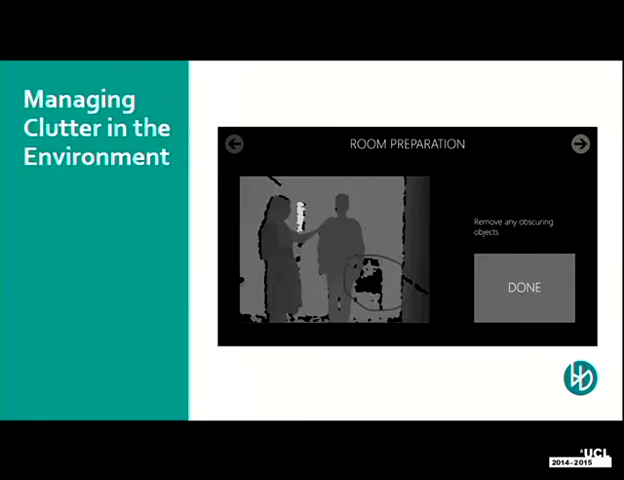 Managing
Clutter in the
Environment
ROOM PREPARATION
Remove any obscuring
objects.
DONE
UCL
2014-2015